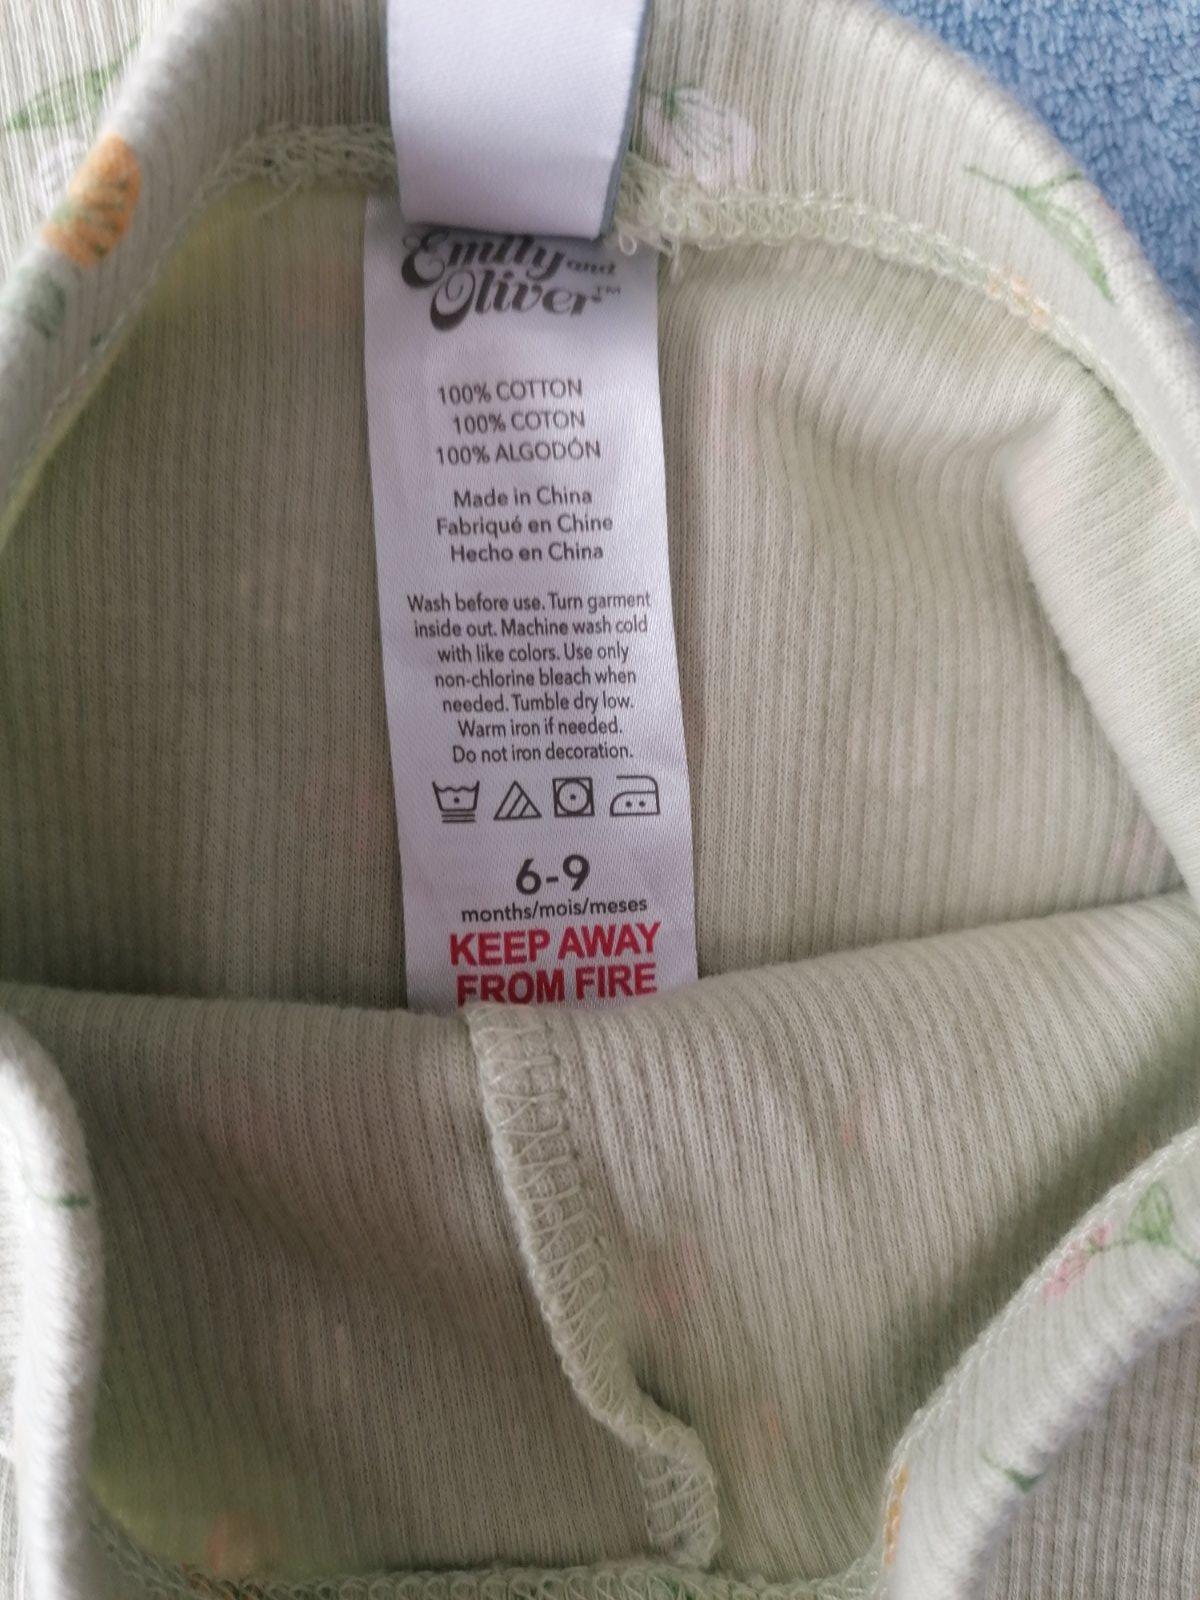 Emily and
Oliver™
100% COTTON
100% COTON
100% ALGODÓN
Made in China
Fabriqué en Chine
Hecho en China
Wash before use. Turn garment
inside out. Machine wash cold
with like colors. Use only
non-chlorine bleach when
needed. Tumble dry low.
Warm iron if needed.
Do not iron decoration.
6-9
months/mois/meses
KEEP AWAY
FROM FIRE